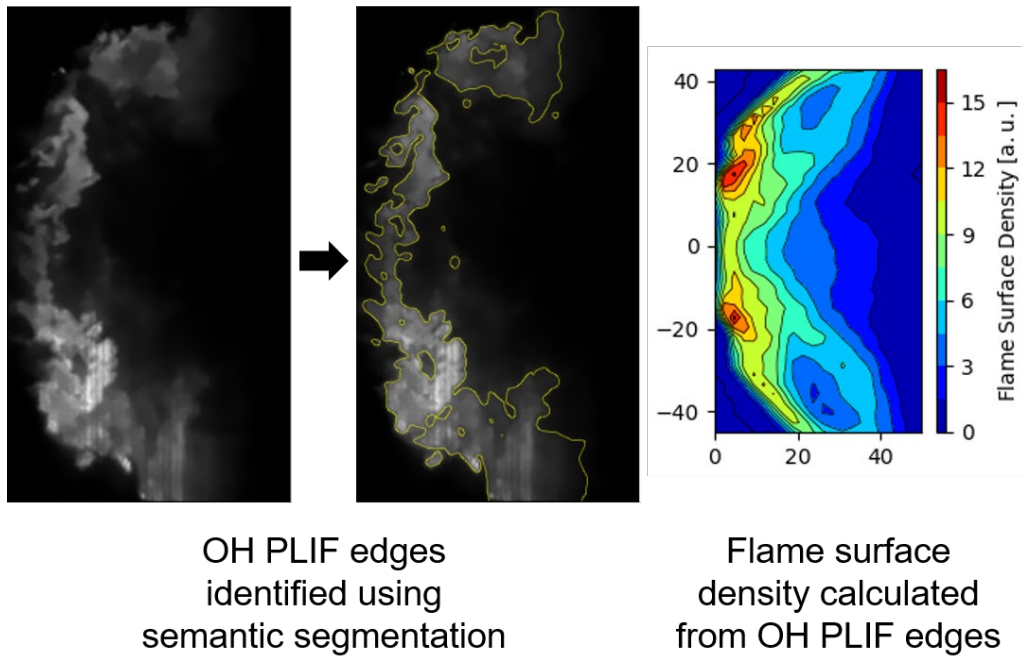 40
20
0
−20
−40
0
20
40
15
12
9
6
3
0
Flame Surface Density [a.u.]
OH PLIF edges
identified using
semantic segmentation
Flame surface
density calculated
from OH PLIF edges